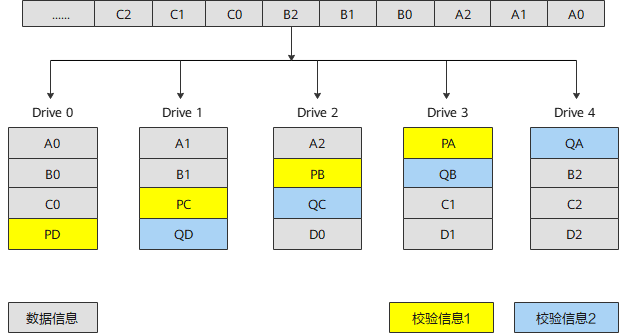 ...... C2 C1 C0 B2 B1 B0 A2 A1 A0
Drive 0 Drive 1 Drive 2 Drive 3 Drive 4
A0 A1 A2 PA QA
B0 B1 PB QB B2
C0 PC QC C1 C2
PD QD D0 D1 D2
数据信息 校验信息1 校验信息2